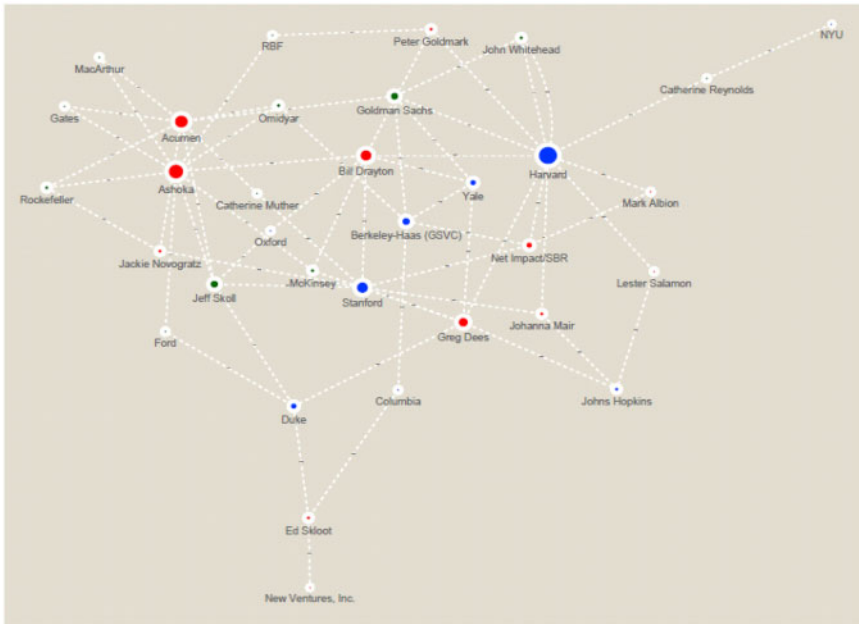 NYU
RBF
Peter Goldmark
John Whitehead
MacArthur
Catherine Reynolds
Gates
Omidyar
Goldman Sachs
Acumen
Bill Drayton
Harvard
Ashoka
Rockefeller
Catherine Muther
Yale
Mark Albion
Berkeley-Haas (GSVC)
Oxford
Jackie Novogratz
Net Impact/SBR
McKinsey
Lester Salamon
Jeff Skoll
Stanford
Johanna Mair
Ford
Greg Dees
Columbia
Johns Hopkins
Duke
Ed Skloot
New Ventures, Inc.